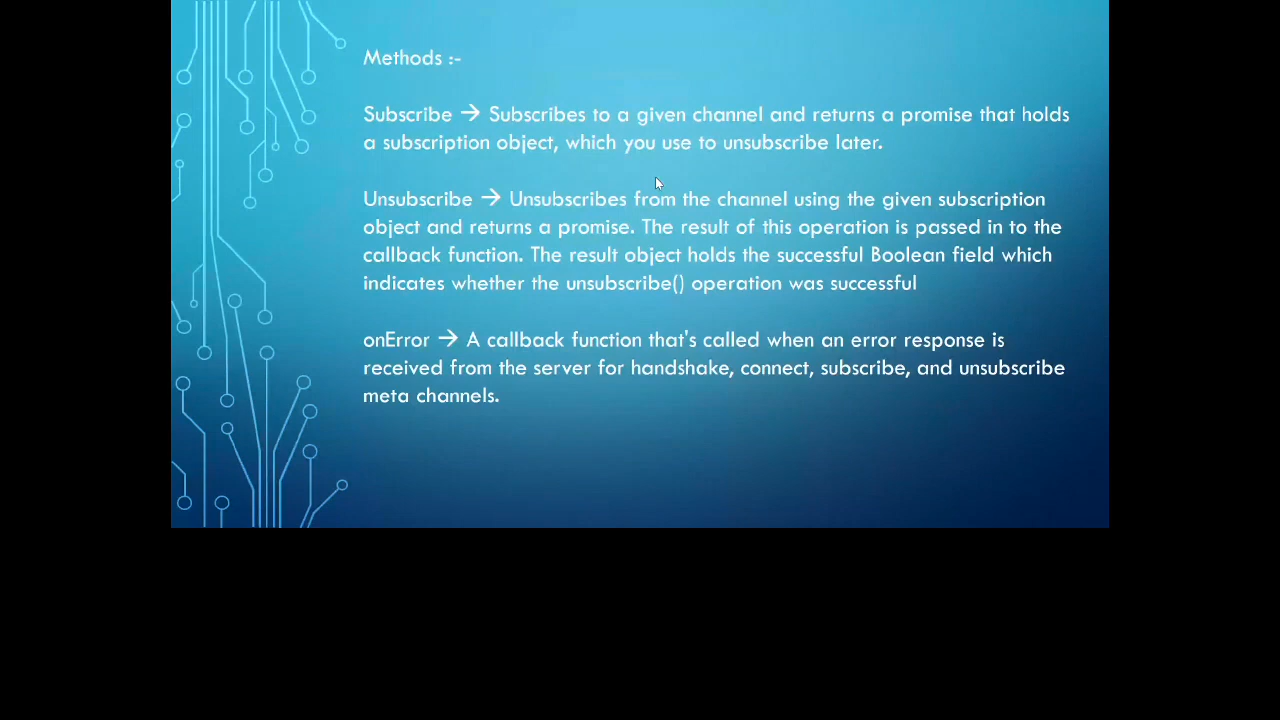 Methods :-
Subscribe → Subscribes to a given channel and returns a promise that holds
a subscription object, which you use to unsubscribe later.
Unsubscribe → Unsubscribes from the channel using the given subscription
object and returns a promise. The result of this operation is passed in to the
callback function. The result object holds the successful Boolean field which
indicates whether the unsubscribe() operation was successful
onError → A callback function that's called when an error response is
received from the server for handshake, connect, subscribe, and unsubscribe
meta channels.